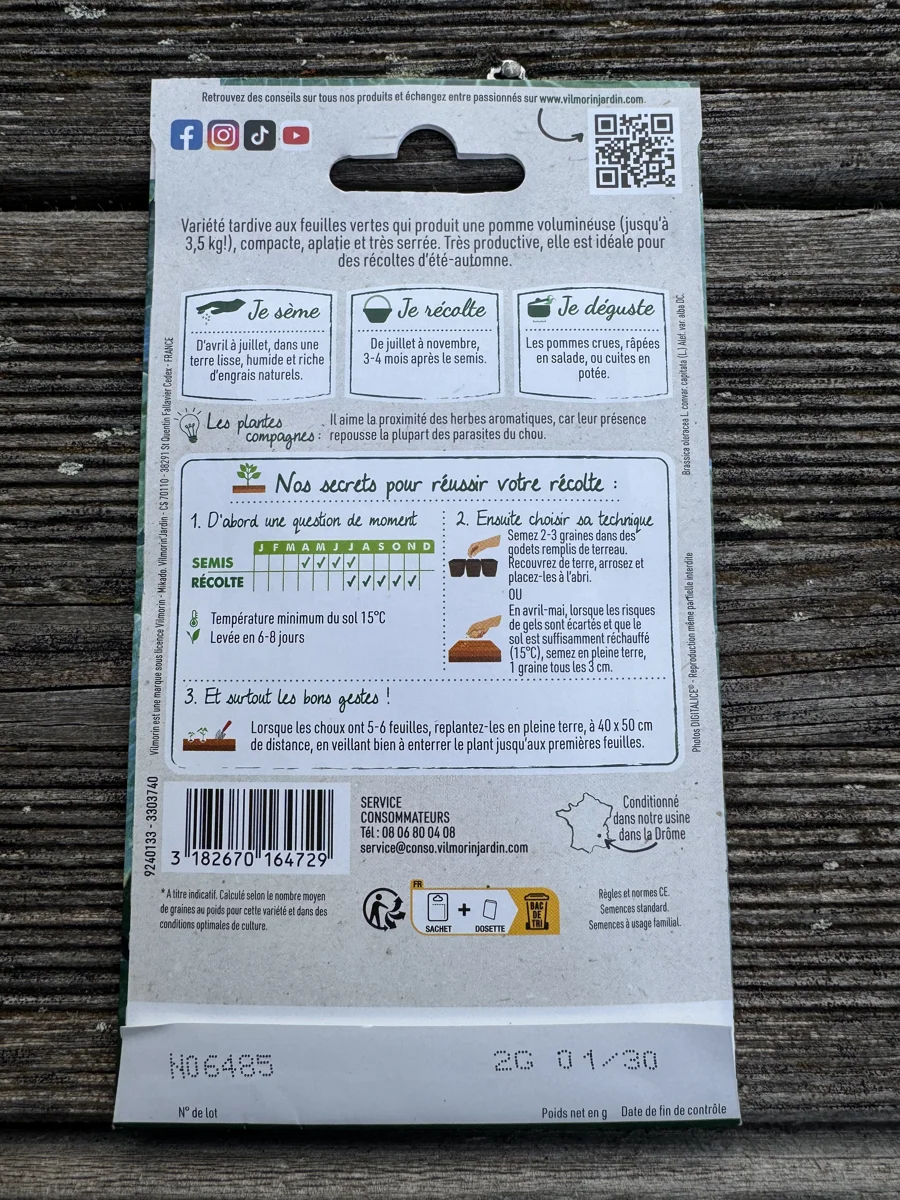 Retrouvez des conseils sur tous nos produits et échangez entre passionnés sur www.vilmorinjardin.com.
Variété tardive aux feuilles vertes qui produit une pomme volumineuse (jusqu'à
3,5 kg!), compacte, aplatie et très serrée. Très productive, elle est idéale pour
des récoltes d'été-automne.
Je sème
D'avril à juillet, dans une
terre lisse, humide et riche
d'engrais naturels.
Je récolte
De juillet à novembre,
3-4 mois après le semis.
Je déguste
Les pommes crues, râpées
en salade, ou cuites en
potée.
Les plantes
compagnes :
Il aime la proximité des herbes aromatiques, car leur présence
repousse la plupart des parasites du chou.
Nos secrets pour réussir votre récolte :
1. D'abord une question de moment
J F M A M J J A S O N D
SEMIS ✓ ✓ ✓ ✓
RÉCOLTE ✓ ✓ ✓ ✓ ✓
Température minimum du sol 15°C
Levée en 6-8 jours
2. Ensuite choisir sa technique
Semez 2-3 graines dans des
godets remplis de terreau.
Recouvrez de terre, arrosez et
placez-les à l'abri.
OU
En avril-mai, lorsque les risques
de gels sont écartés et que le
sol est suffisamment réchauffé
(15°C), semez en pleine terre,
1 graine tous les 3 cm.
3. Et surtout les bons gestes !
Lorsque les choux ont 5-6 feuilles, replantez-les en pleine terre, à 40 x 50 cm
de distance, en veillant bien à enterrer le plant jusqu'aux premières feuilles.
Vilmorin est une marque sous licence Vilmorin - Mikado. Vilmorin Jardin - CS 70110 - 38291 St Quentin Fallavier Cedex - FRANCE
Brassica oleracea L. convar. capitata (L.) Alef. var. alba DC.
Photos DIGITALICE® - Reproduction même partielle interdite
9240133 - 3303740
3 182670 164729
SERVICE
CONSOMMATEURS
Tél : 08 06 80 04 08
service@conso.vilmorinjardin.com
Conditionné
dans notre usine
dans la Drôme
* A titre indicatif. Calculé selon le nombre moyen
de graines au poids pour cette variété et dans des
conditions optimales de culture.
FR
SACHET + DOSETTE
BAC
DE
TRI
Règles et normes CE.
Semences standard.
Semences à usage familial.
N06485 2G 01/30
N° de lot Poids net en g Date de fin de contrôle